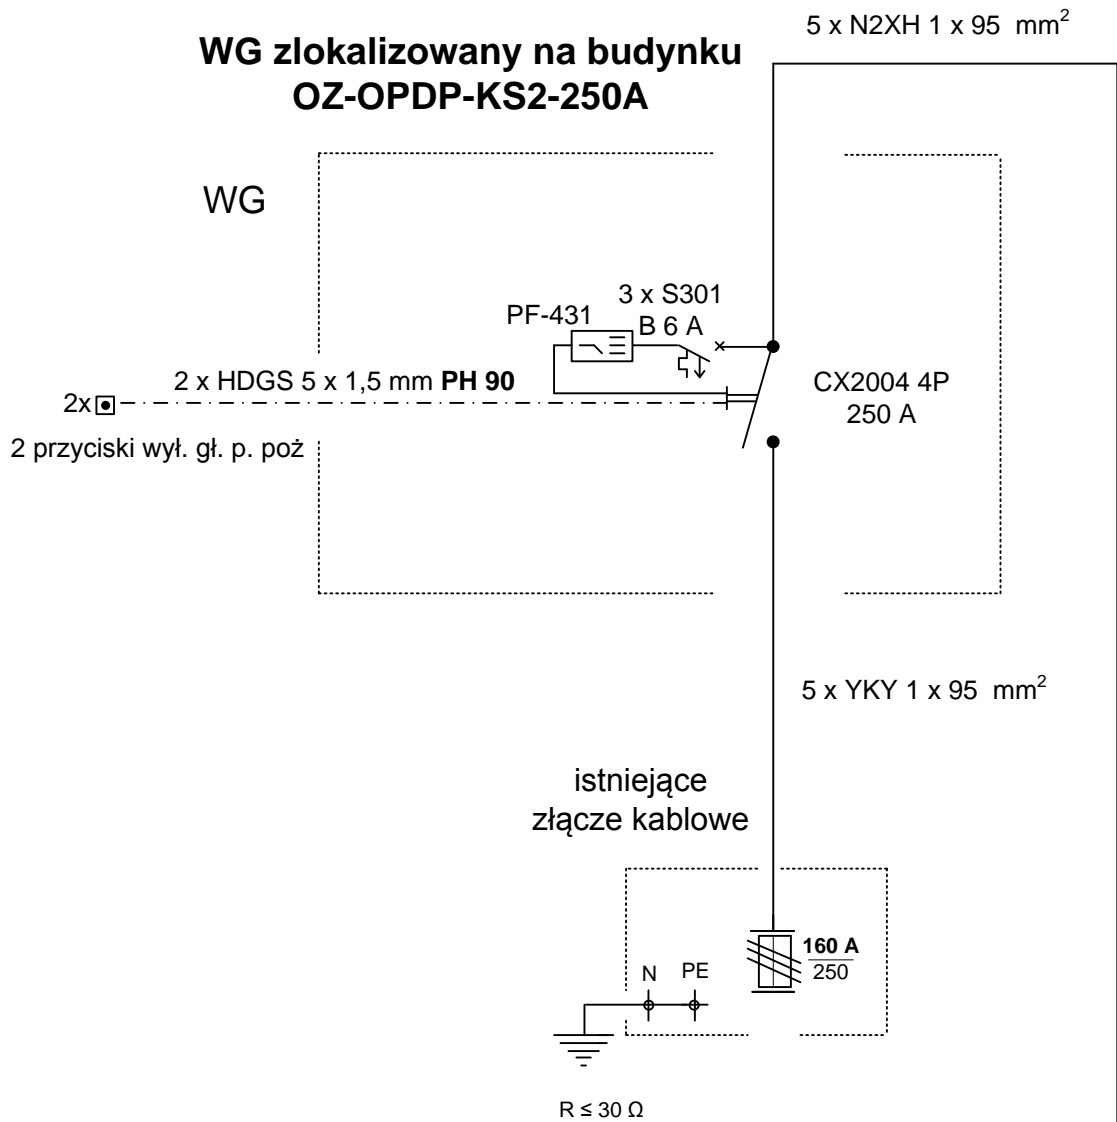 5 x N2XH 1 x 95 mm²
WG zlokalizowany na budynku
OZ-OPDP-KS2-250A
WG
3 x S301
PF-431
B 6 A
2 x HDGS 5 x 1,5 mm PH 90
CX2004 4P
250 A
2x
2 przyciski wył. gł. p. poż
5 x YKY 1 x 95 mm²
istniejące
złącze kablowe
160 A
250
N
PE
R ≤ 30 Ω